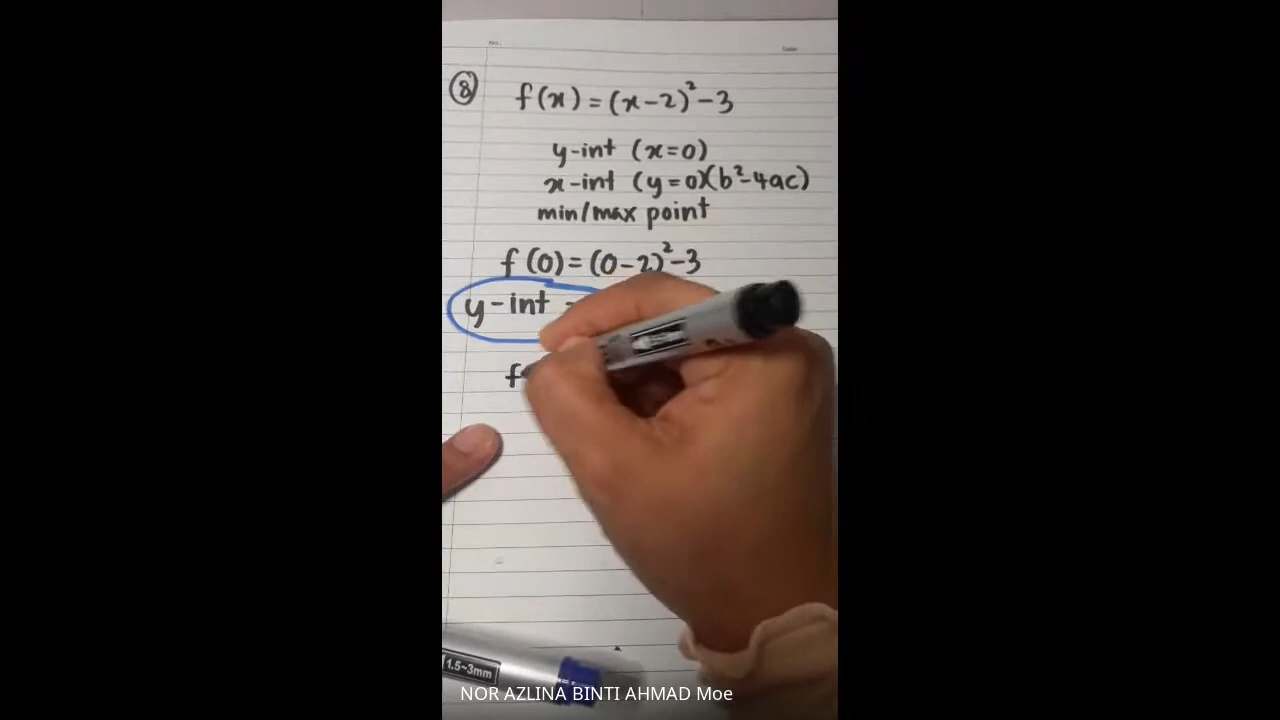 ⑧ f(x) = (x-2)²-3
y-int (x=0)
x-int (y=0)(b²-4ac)
min/max point
f(0) = (0-2)²-3
y-int
f
1.5~3mm
NOR AZLINA BINTI AHMAD Moe